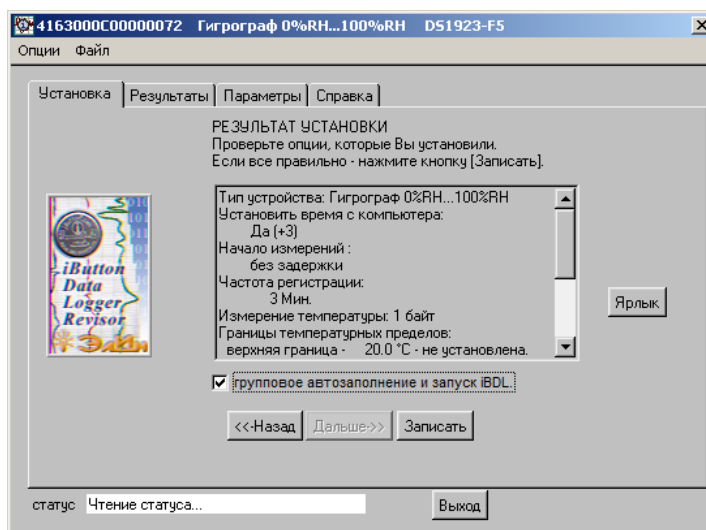 4163000C00000072 Гигрограф 0%RH...100%RH DS1923-F5
Опции Файл
Установка Результаты Параметры Справка
РЕЗУЛЬТАТ УСТАНОВКИ
Проверьте опции, которые Вы установили.
Если все правильно - нажмите кнопку [Записать].
Тип устройства: Гигрограф 0%RH...100%RH
Установить время с компьютера:
Да (+3)
Начало измерений :
без задержки
Частота регистрации:
3 Мин.
Измерение температуры: 1 байт
Границы температурных пределов:
верхняя граница - 20.0 °C - не установлена.
iButton
Data
Logger
Revisor
ЭлИн
Ярлык
групповое автозаполнение и запуск iBDL.
<<-Назад Дальше->> Записать
статус Чтение статуса... Выход